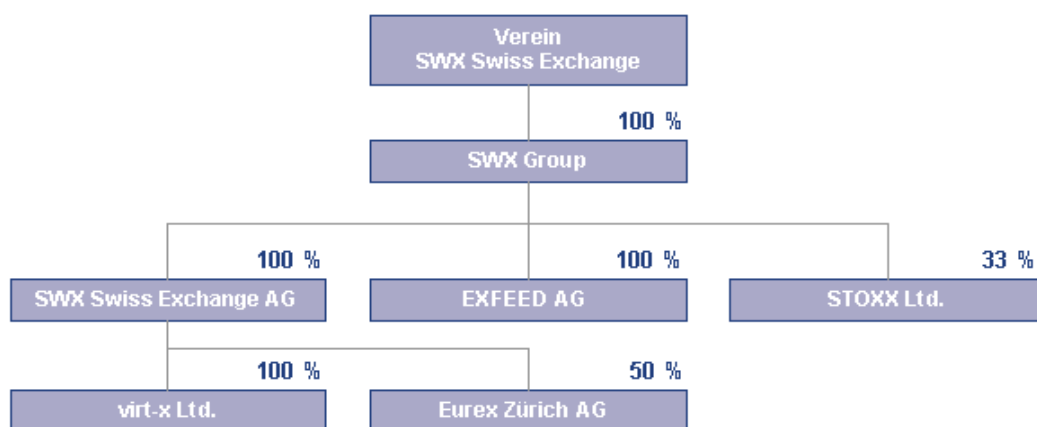 Verein
SWX Swiss Exchange
100 %
SWX Group
100 %
100 %
33 %
SWX Swiss Exchange AG
EXFEED AG
STOXX Ltd.
100 %
50 %
virt-x Ltd.
Eurex Zürich AG